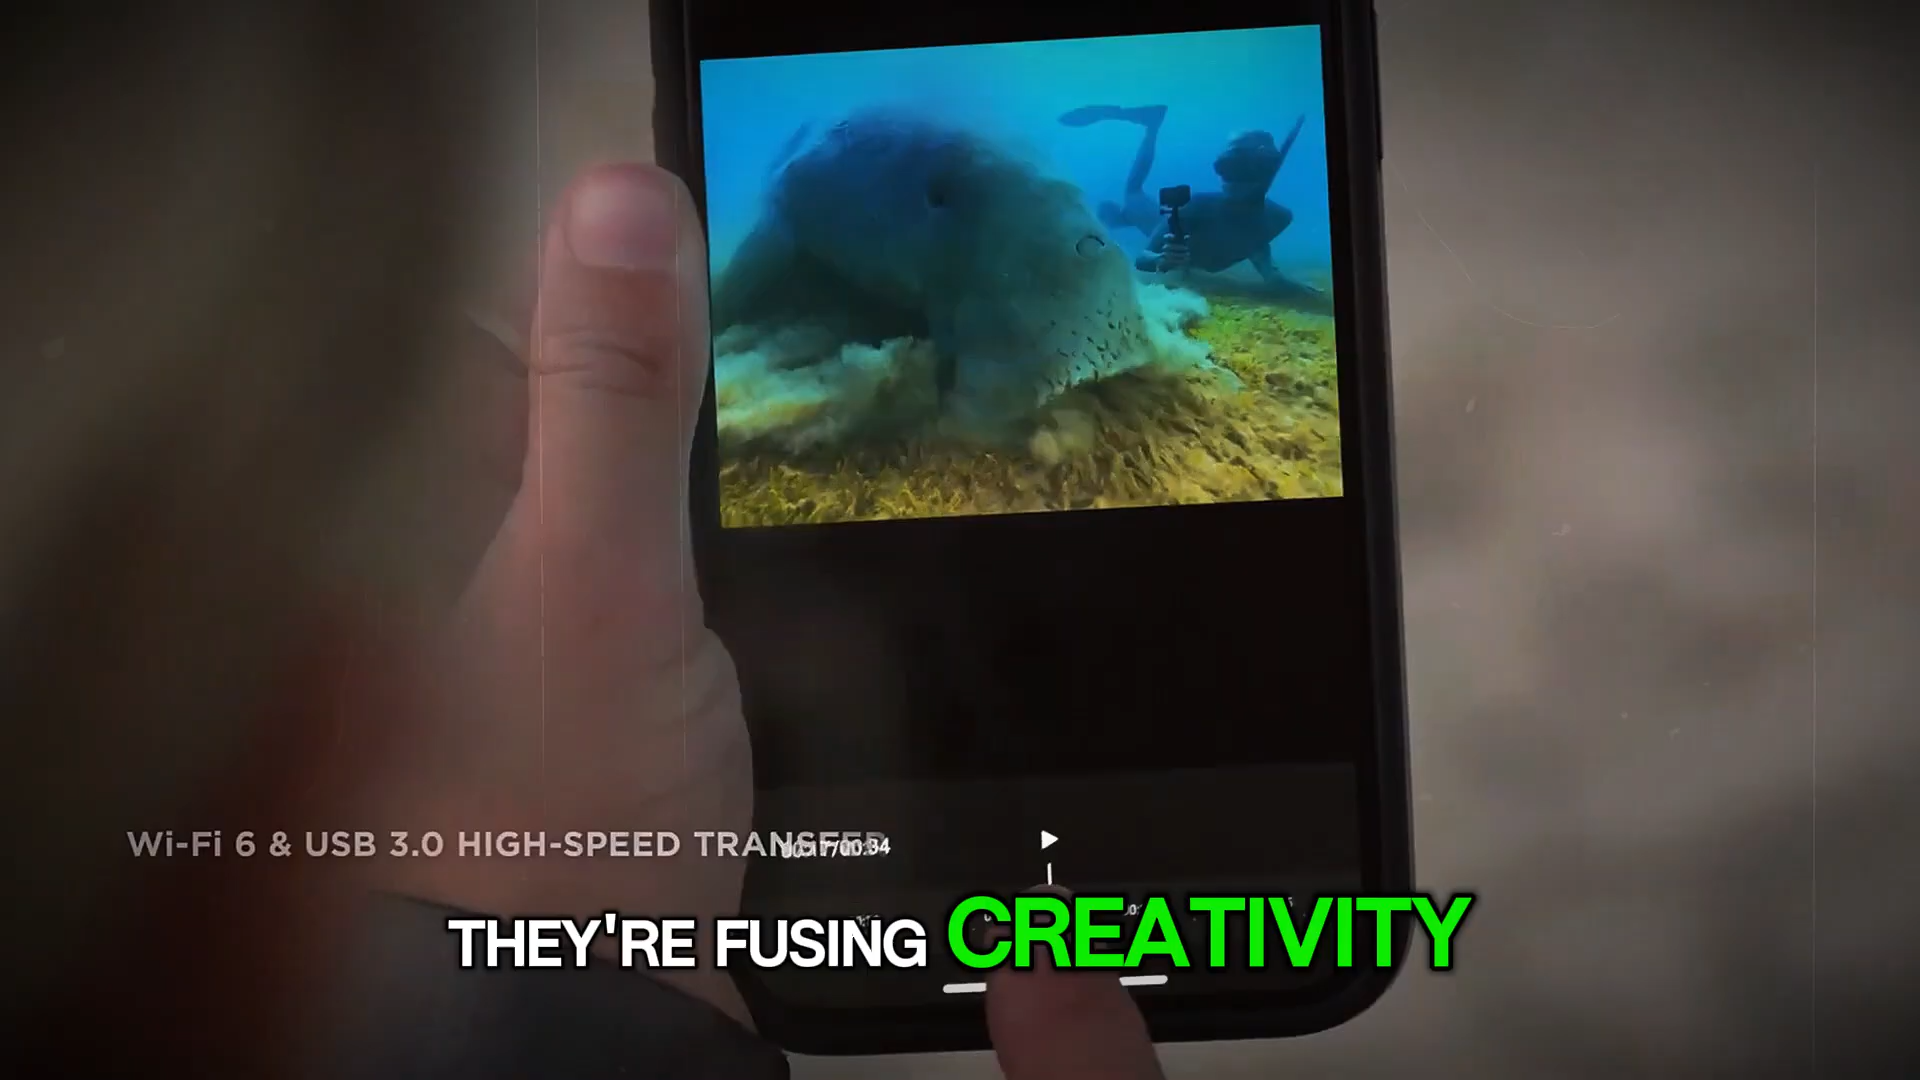 Wi-Fi 6 & USB 3.0 HIGH-SPEED TRANSFER
THEY'RE FUSING CREATIVITY